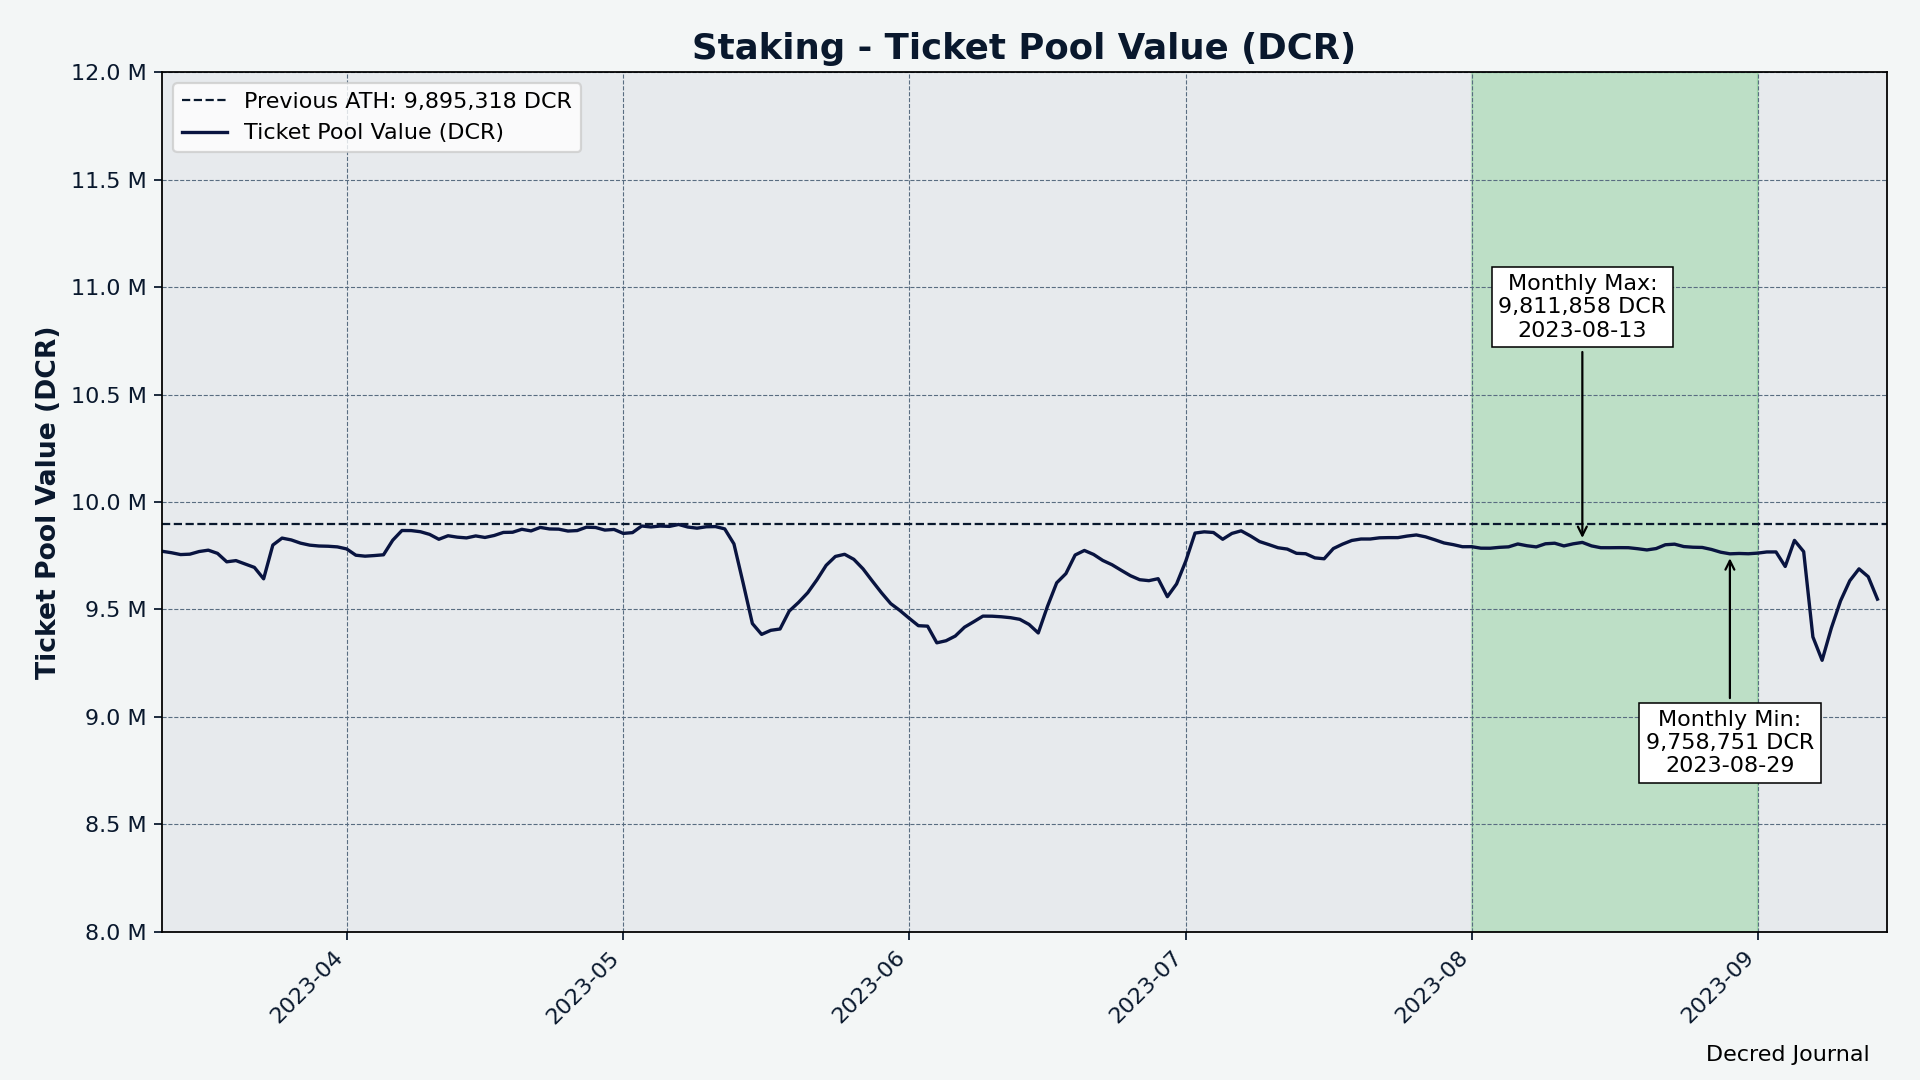 Staking - Ticket Pool Value (DCR)
Previous ATH: 9,895,318 DCR
Ticket Pool Value (DCR)
Ticket Pool Value (DCR)
12.0 M
11.5 M
11.0 M
10.5 M
10.0 M
9.5 M
9.0 M
8.5 M
8.0 M
Monthly Max:
9,811,858 DCR
2023-08-13
Monthly Min:
9,758,751 DCR
2023-08-29
2023-04
2023-05
2023-06
2023-07
2023-08
2023-09
Decred Journal